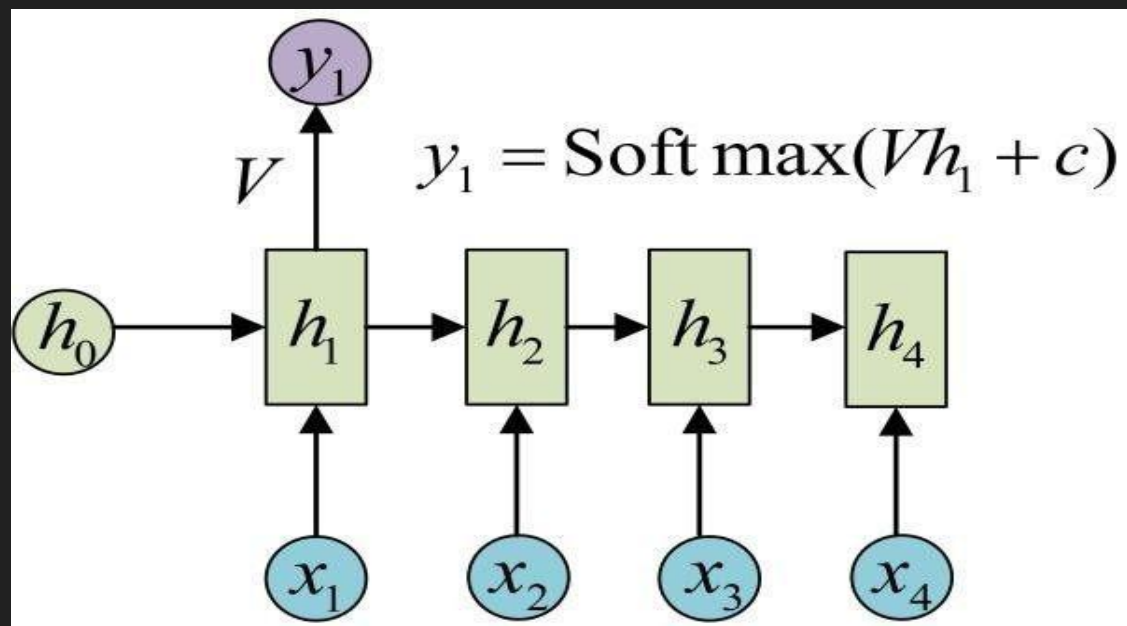 y₁
V
y₁ = Soft max(Vh₁ + c)
h₀ h₁ h₂ h₃ h₄
x₁ x₂ x₃ x₄